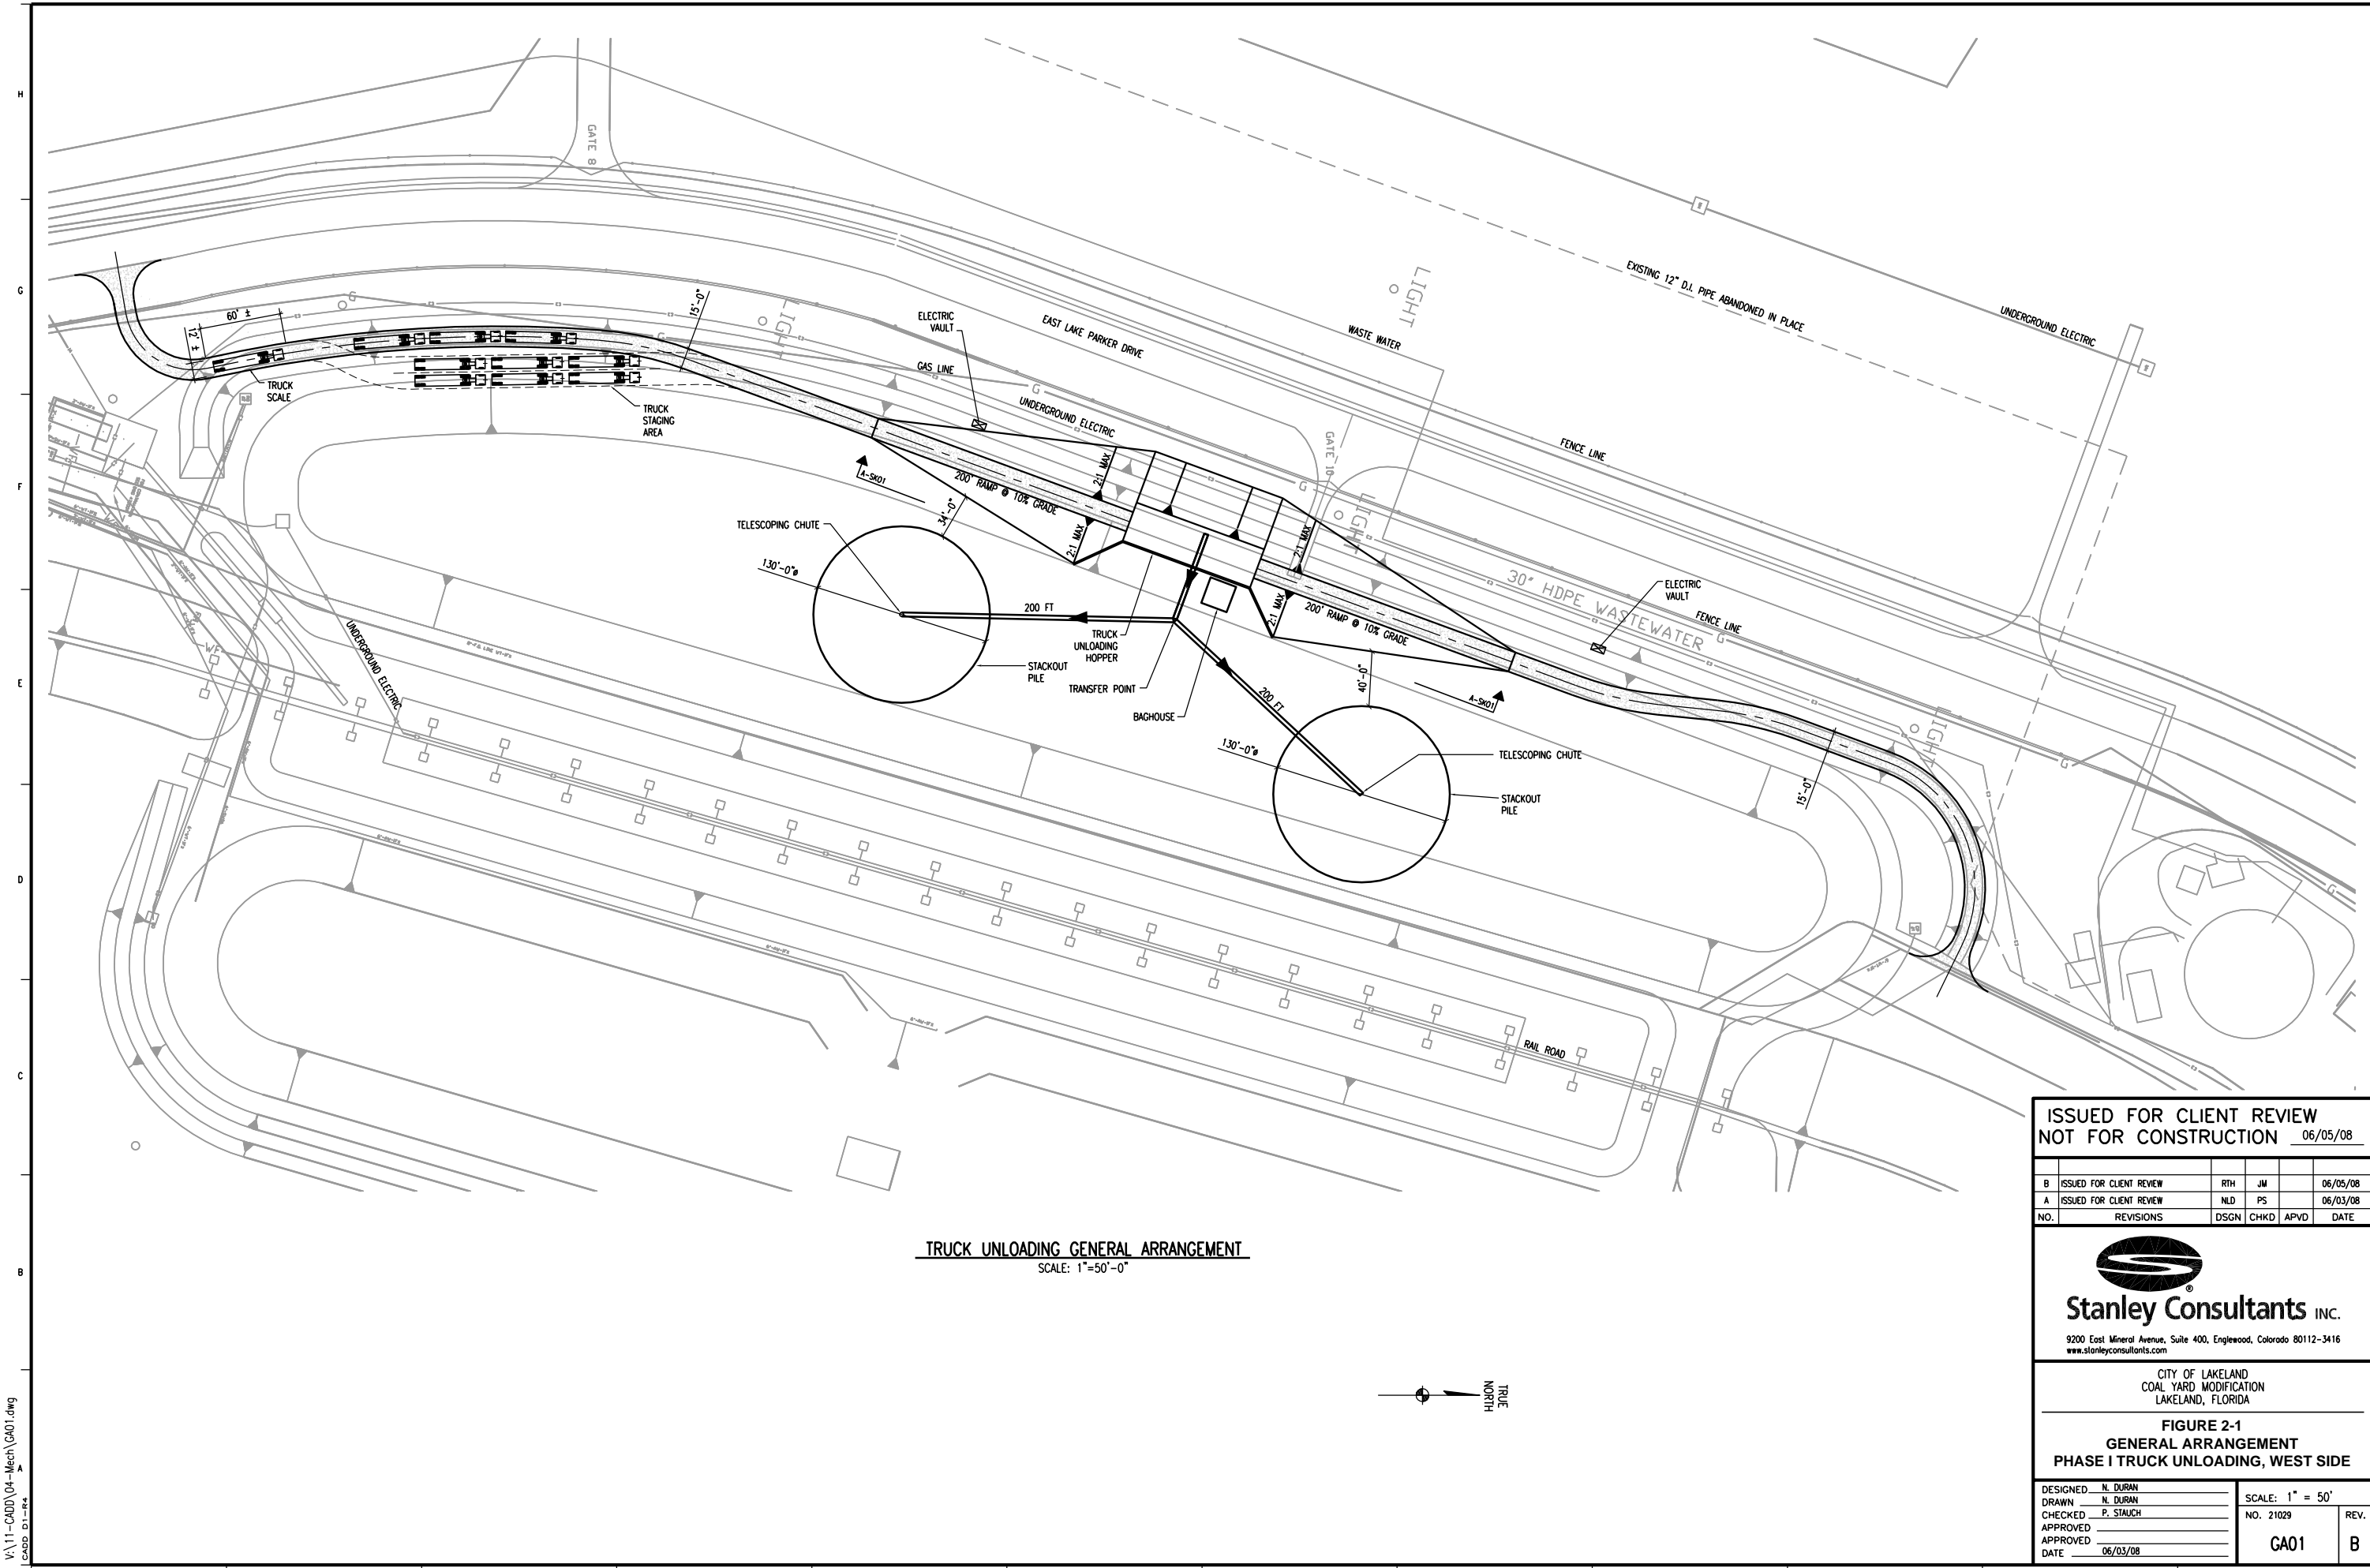 H
G
F
E
D
C
B
A
GATE 8
G
60' ±
12' ±
15'-0"
LIGHT
TRUCK
SCALE
TRUCK
STAGING
AREA
G
ELECTRIC
VAULT
GAS LINE
UNDERGROUND ELECTRIC
EAST LAKE PARKER DRIVE
LIGHT
WASTE WATER
EXISTING 12" D.I. PIPE ABANDONED IN PLACE
UNDERGROUND ELECTRIC
G
FENCE LINE
GATE 10
G
LIGHT
A-SK01
200' RAMP @ 10% GRADE
34'-0"
2:1 MAX
2:1 MAX
2:1 MAX
2:1 MAX
TELESCOPING CHUTE
130'-0"ø
200 FT
TRUCK
UNLOADING
HOPPER
STACKOUT
PILE
TRANSFER POINT
BAGHOUSE
200 FT
200' RAMP @ 10% GRADE
40'-0"
A-SK01
30" HDPE WASTEWATER
ELECTRIC
VAULT
FENCE LINE
G
LIGHT
G
G
15'-0"
130'-0"ø
TELESCOPING CHUTE
STACKOUT
PILE
UNDERGROUND ELECTRIC
WF
RAIL ROAD
TRUCK UNLOADING GENERAL ARRANGEMENT
SCALE: 1"=50'-0"
TRUE
NORTH
ISSUED FOR CLIENT REVIEW
NOT FOR CONSTRUCTION 06/05/08
B ISSUED FOR CLIENT REVIEW RTH JM 06/05/08
A ISSUED FOR CLIENT REVIEW NLD PS 06/03/08
NO. REVISIONS DSGN CHKD APVD DATE
Stanley Consultants INC.
9200 East Mineral Avenue, Suite 400, Englewood, Colorado 80112-3416
www.stanleyconsultants.com
CITY OF LAKELAND
COAL YARD MODIFICATION
LAKELAND, FLORIDA
FIGURE 2-1
GENERAL ARRANGEMENT
PHASE I TRUCK UNLOADING, WEST SIDE
DESIGNED N. DURAN
DRAWN N. DURAN
CHECKED P. STAUCH
APPROVED
APPROVED
DATE 06/03/08
SCALE: 1" = 50'
NO. 21029
REV.
GA01
B
V:\11-CADD\04-Mech\GA01.dwg
CADD D1-R4